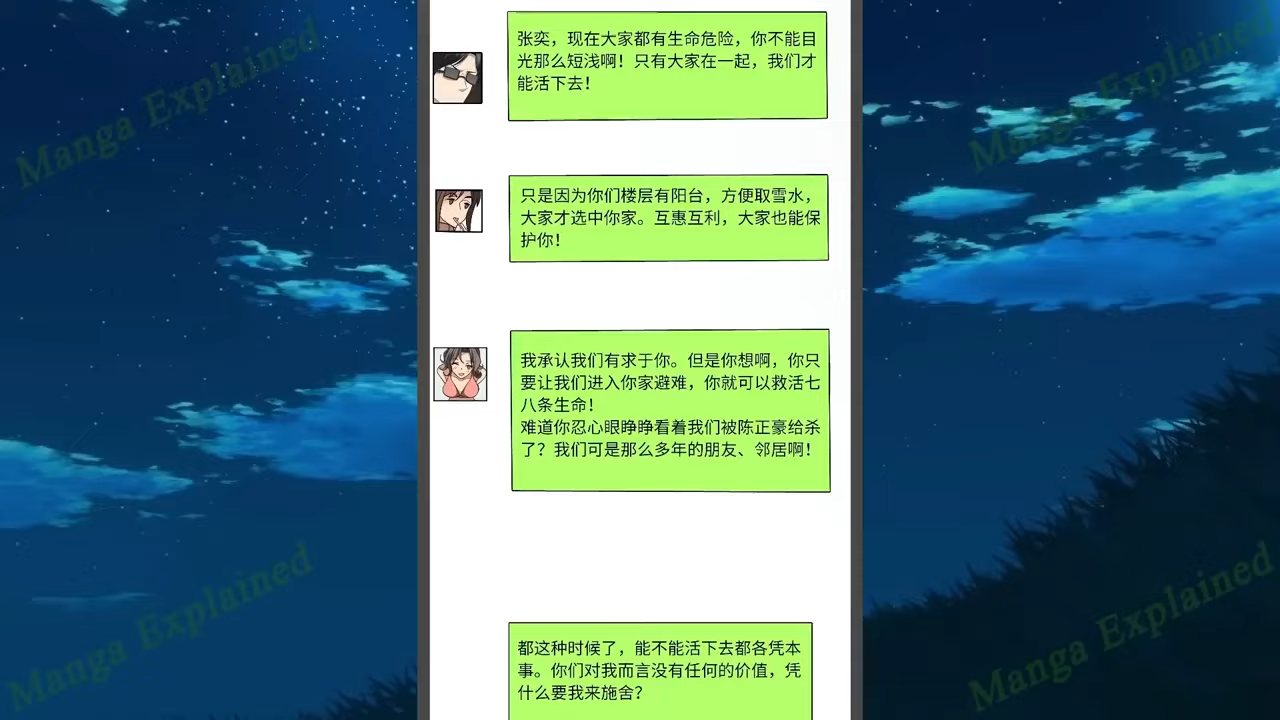 张奕，现在大家都有生命危险，你不能目
光那么短浅啊！只有大家在一起，我们才
能活下去！
只是因为你们楼层有阳台，方便取雪水，
大家才选中你家。互惠互利，大家也能保
护你！
我承认我们有求于你。但是你想啊，你只
要让我们进入你家避难，你就可以救活七
八条生命！
难道你忍心眼睁睁看着我们被陈正豪给杀
了？我们可是那么多年的朋友、邻居啊！
都这种时候了，能不能活下去都各凭本
事。你们对我而言没有任何的价值，凭
什么要我来施舍？
Manga Explained
Manga Explained
Manga Explained
Manga Explained